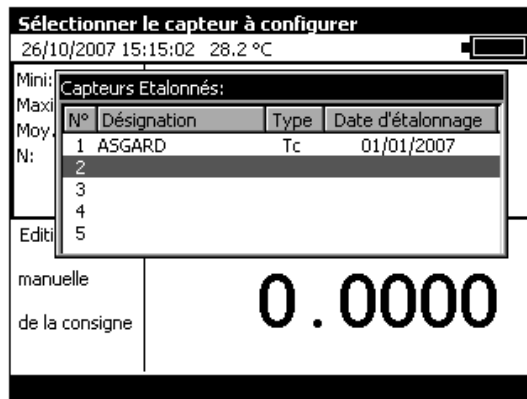 Sélectionner le capteur à configurer
26/10/2007 15:15:02 28.2 °C
Mini:
Maxi
Moy.
N:
Capteurs Etalonnés:
N° Désignation Type Date d'étalonnage
1 ASGARD Tc 01/01/2007
2
3
4
5
Editi
manuelle
de la consigne
0.0000